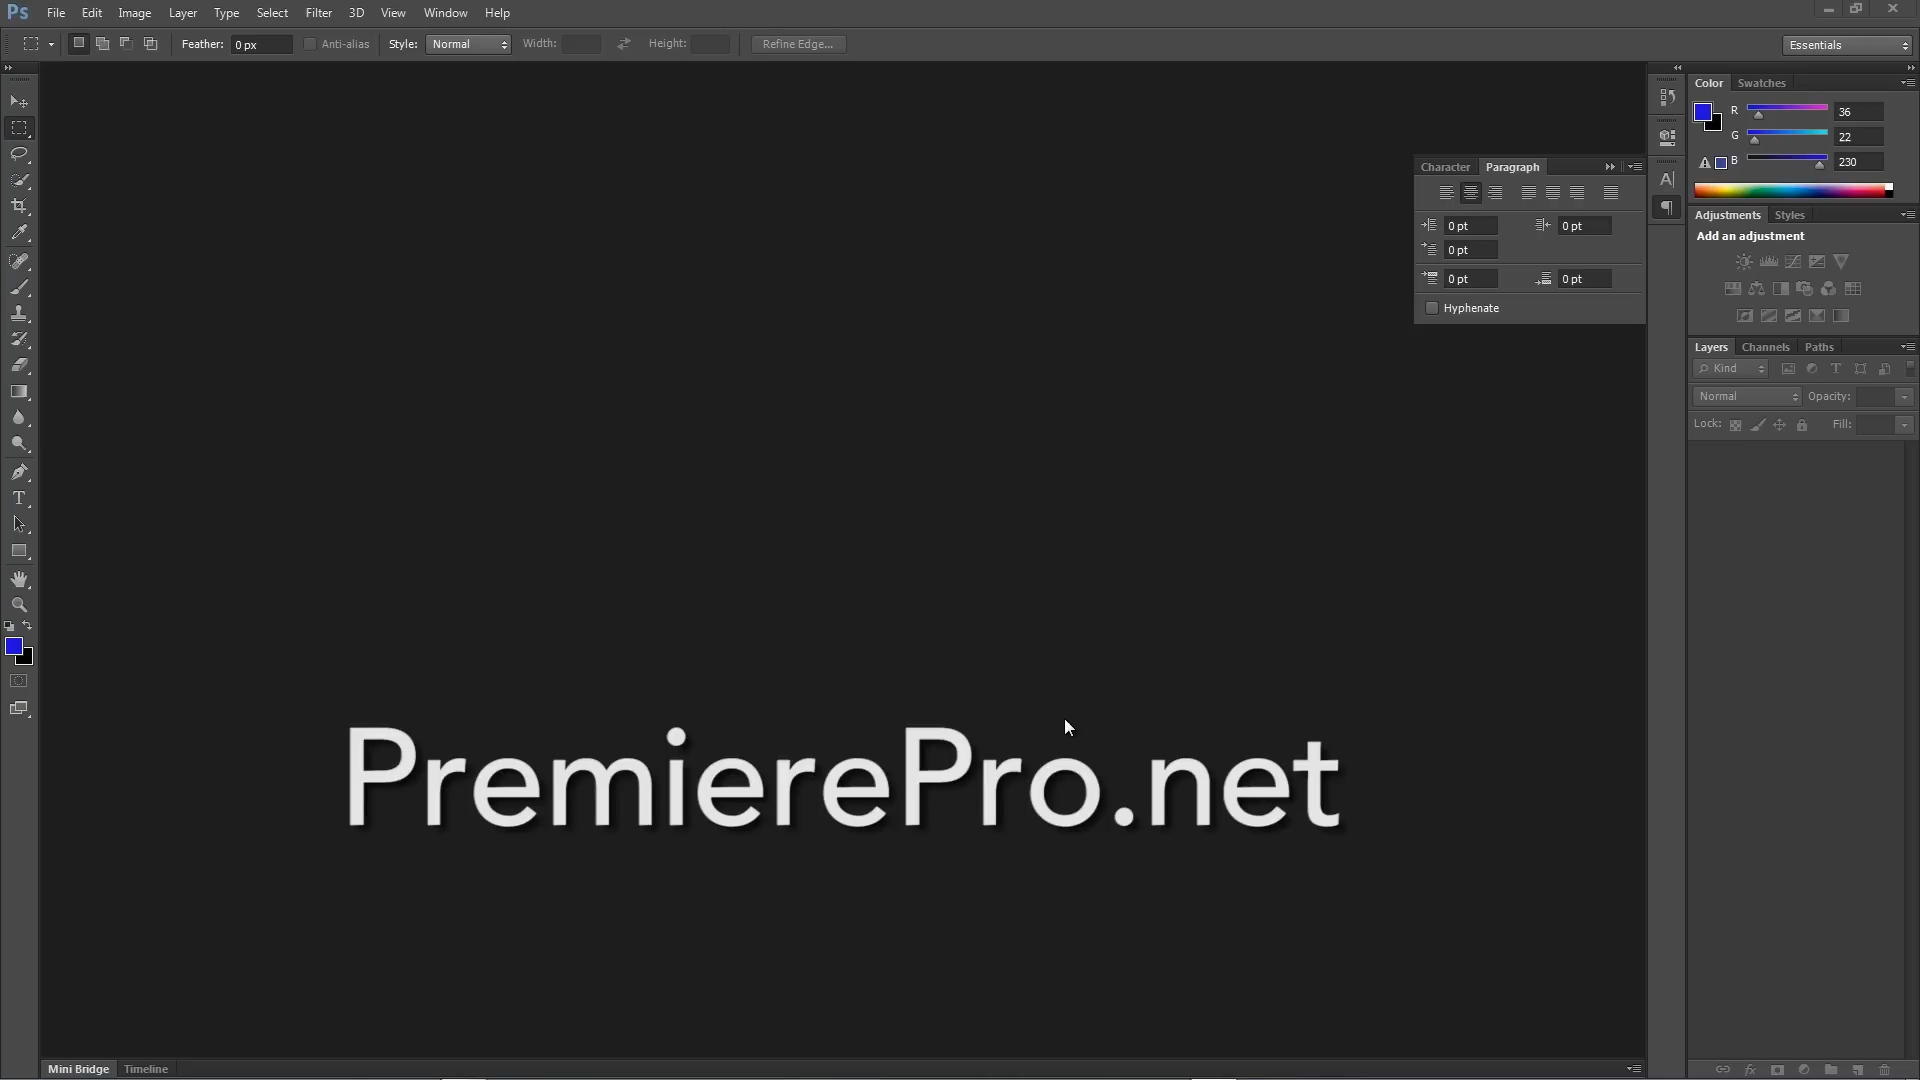 Ps File Edit Image Layer Type Select Filter 3D View Window Help
Feather: 0 px Anti-alias Style: Normal Width: Height: Refine Edge... Essentials
Color Swatches
R 36
G 22
B 230
Character Paragraph
0 pt 0 pt
0 pt
0 pt 0 pt
Hyphenate
Adjustments Styles
Add an adjustment
Layers Channels Paths
Kind
Normal Opacity:
Lock: Fill:
PremierePro.net
Mini Bridge Timeline